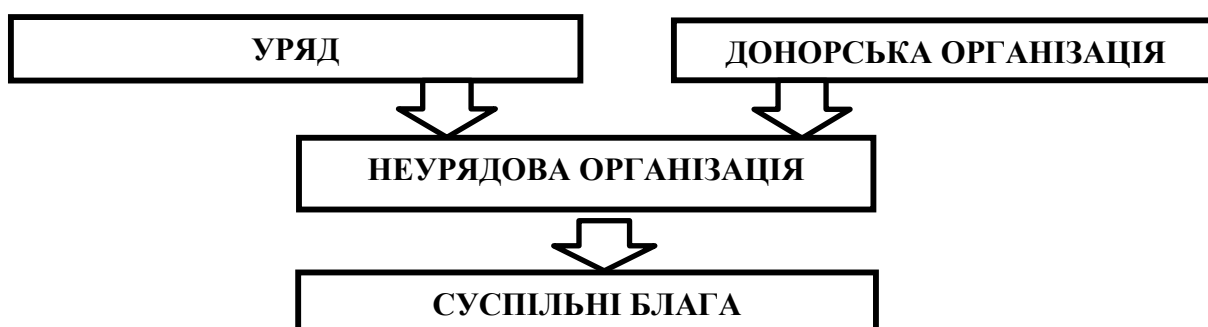 УРЯД
ДОНОРСЬКА ОРГАНІЗАЦІЯ
НЕУРЯДОВА ОРГАНІЗАЦІЯ
СУСПІЛЬНІ БЛАГА